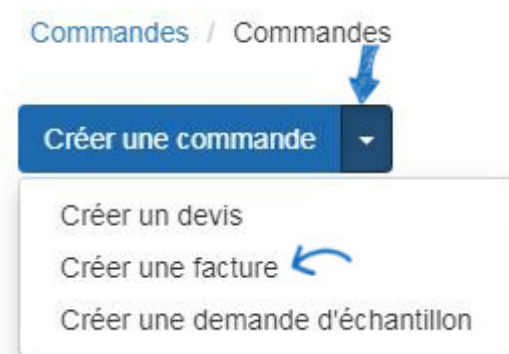 Commandes / Commandes
Créer une commande
Créer un devis
Créer une facture
Créer une demande d'échantillon